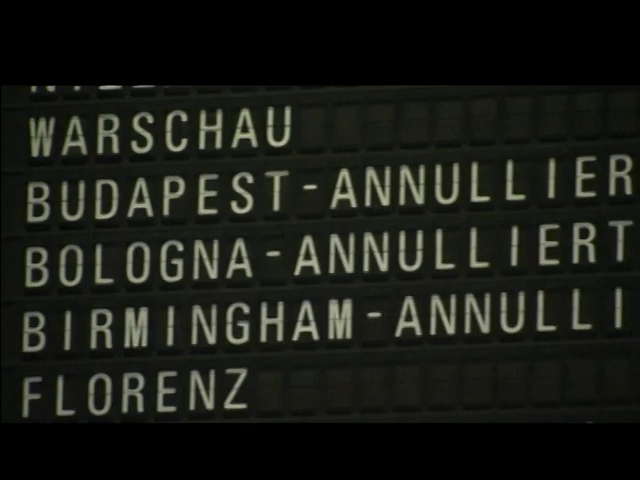 WARSCHAU
BUDAPEST-ANNULLIER
BOLOGNA-ANNULLIERT
BIRMINGHAM-ANNULLI
FLORENZ